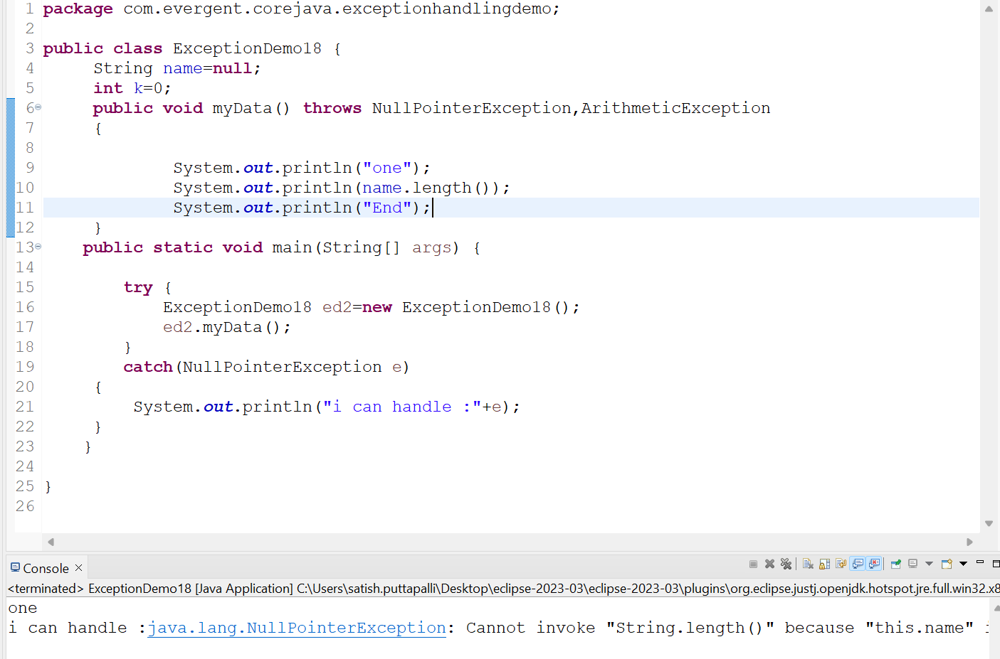 1 package com.evergent.corejava.exceptionhandlingdemo;
2
3 public class ExceptionDemo18 {
4 String name=null;
5 int k=0;
6 public void myData() throws NullPointerException,ArithmeticException
7 {
8
9 System.out.println("one");
10 System.out.println(name.length());
11 System.out.println("End");
12 }
13 public static void main(String[] args) {
14
15 try {
16 ExceptionDemo18 ed2=new ExceptionDemo18();
17 ed2.myData();
18 }
19 catch(NullPointerException e)
20 {
21 System.out.println("i can handle :"+e);
22 }
23 }
24
25 }
26
Console
<terminated> ExceptionDemo18 [Java Application] C:\Users\satish.puttapalli\Desktop\eclipse-2023-03\eclipse-2023-03\plugins\org.eclipse.justj.openjdk.hotspot.jre.full.win32.x8
one
i can handle :java.lang.NullPointerException: Cannot invoke "String.length()" because "this.name"